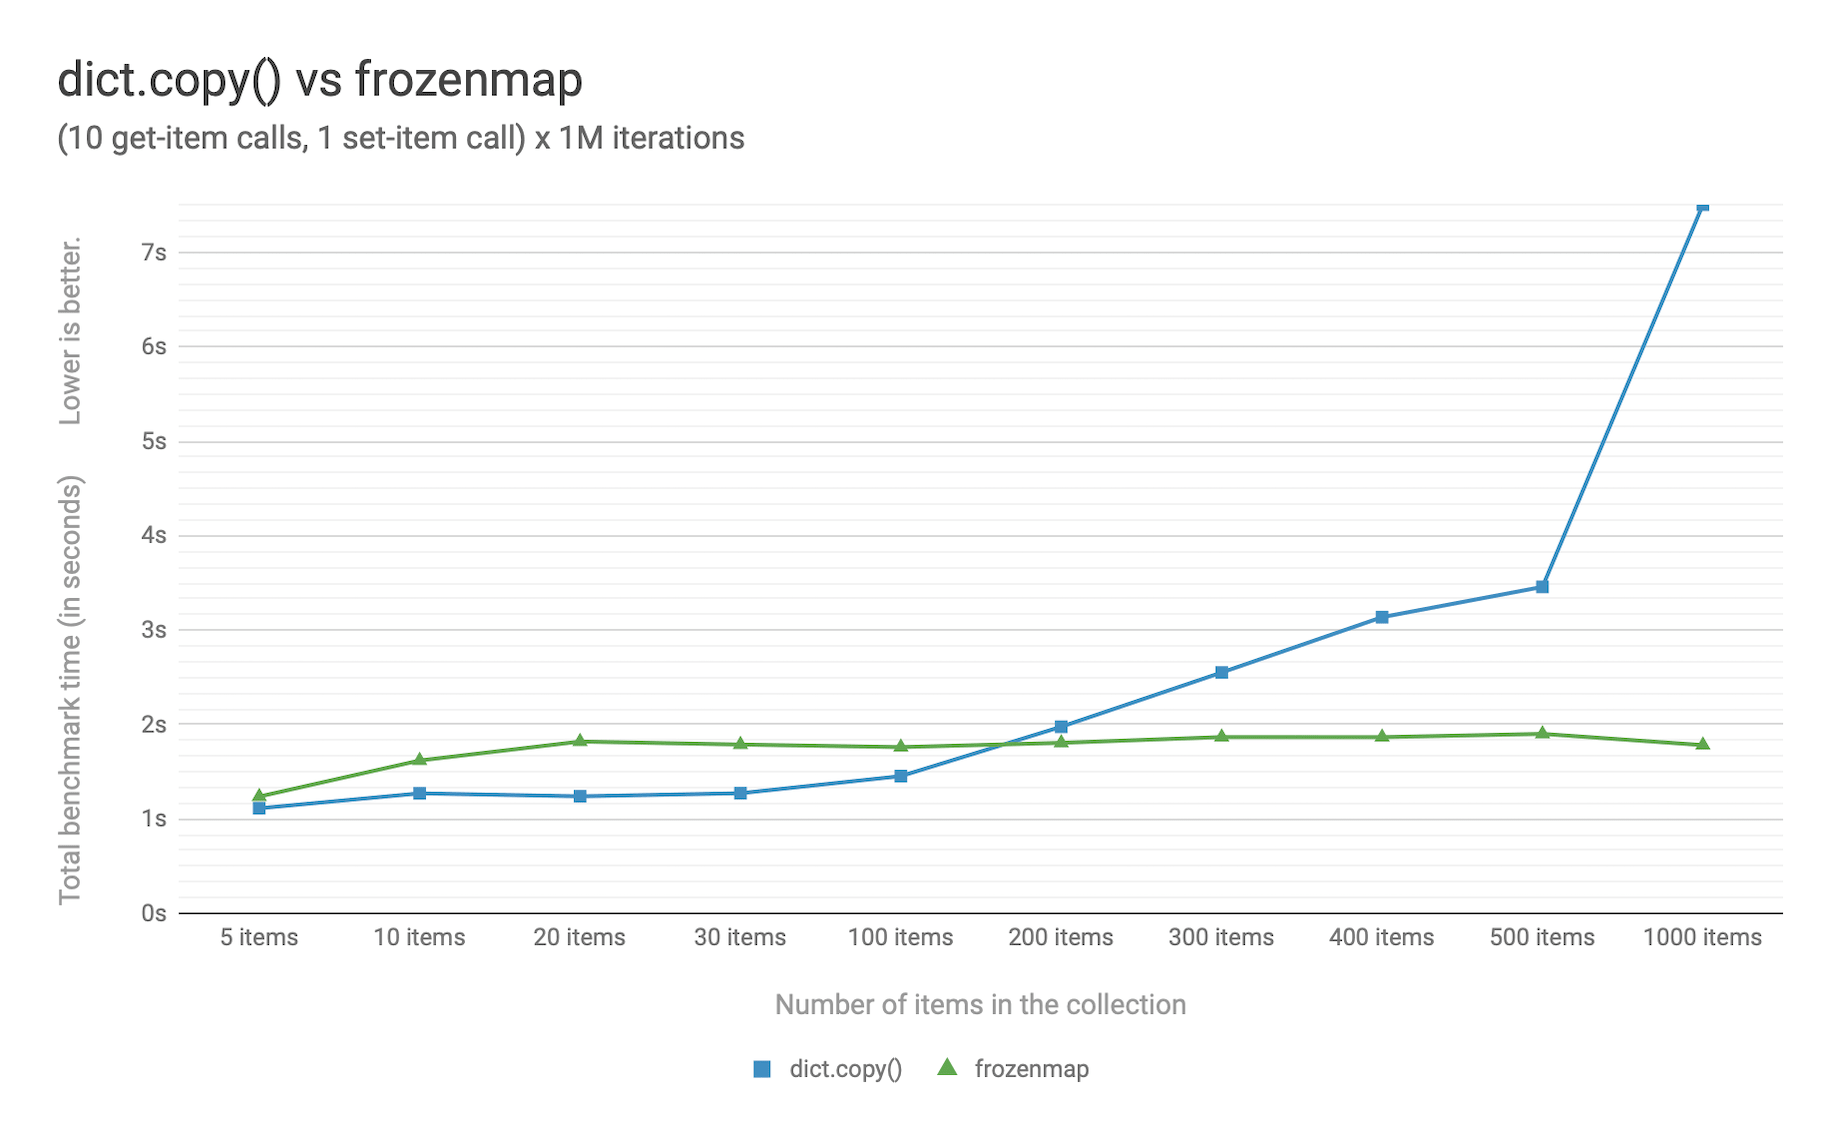 dict.copy() vs frozenmap
(10 get-item calls, 1 set-item call) x 1M iterations
Total benchmark time (in seconds) Lower is better.
7s
6s
5s
4s
3s
2s
1s
0s
5 items 10 items 20 items 30 items 100 items 200 items 300 items 400 items 500 items 1000 items
Number of items in the collection
dict.copy() frozenmap